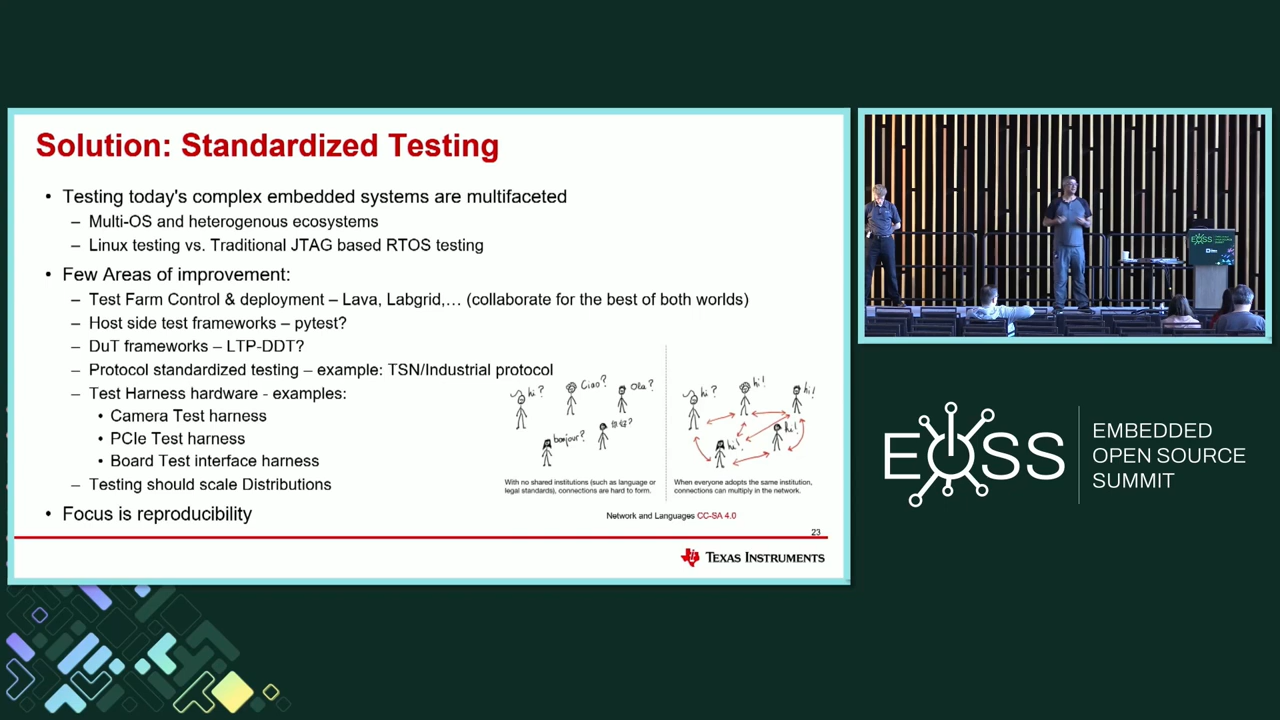 Solution: Standardized Testing
• Testing today's complex embedded systems are multifaceted
– Multi-OS and heterogenous ecosystems
– Linux testing vs. Traditional JTAG based RTOS testing
• Few Areas of improvement:
– Test Farm Control & deployment – Lava, Labgrid,… (collaborate for the best of both worlds)
– Host side test frameworks – pytest?
– DuT frameworks – LTP-DDT?
– Protocol standardized testing – example: TSN/Industrial protocol
– Test Harness hardware - examples:
• Camera Test harness
• PCIe Test harness
• Board Test interface harness
– Testing should scale Distributions
• Focus is reproducibility
hi?
Ciao?
Ola?
bonjour?
hi?
hi!
hi!
hi!
hi!
With no shared institutions (such as language or
legal standards), connections are hard to form.
When everyone adopts the same institution,
connections can multiply in the network.
Network and Languages CC-SA 4.0
23
TEXAS INSTRUMENTS
EOSS
EMBEDDED
OPEN SOURCE
SUMMIT
EOSS